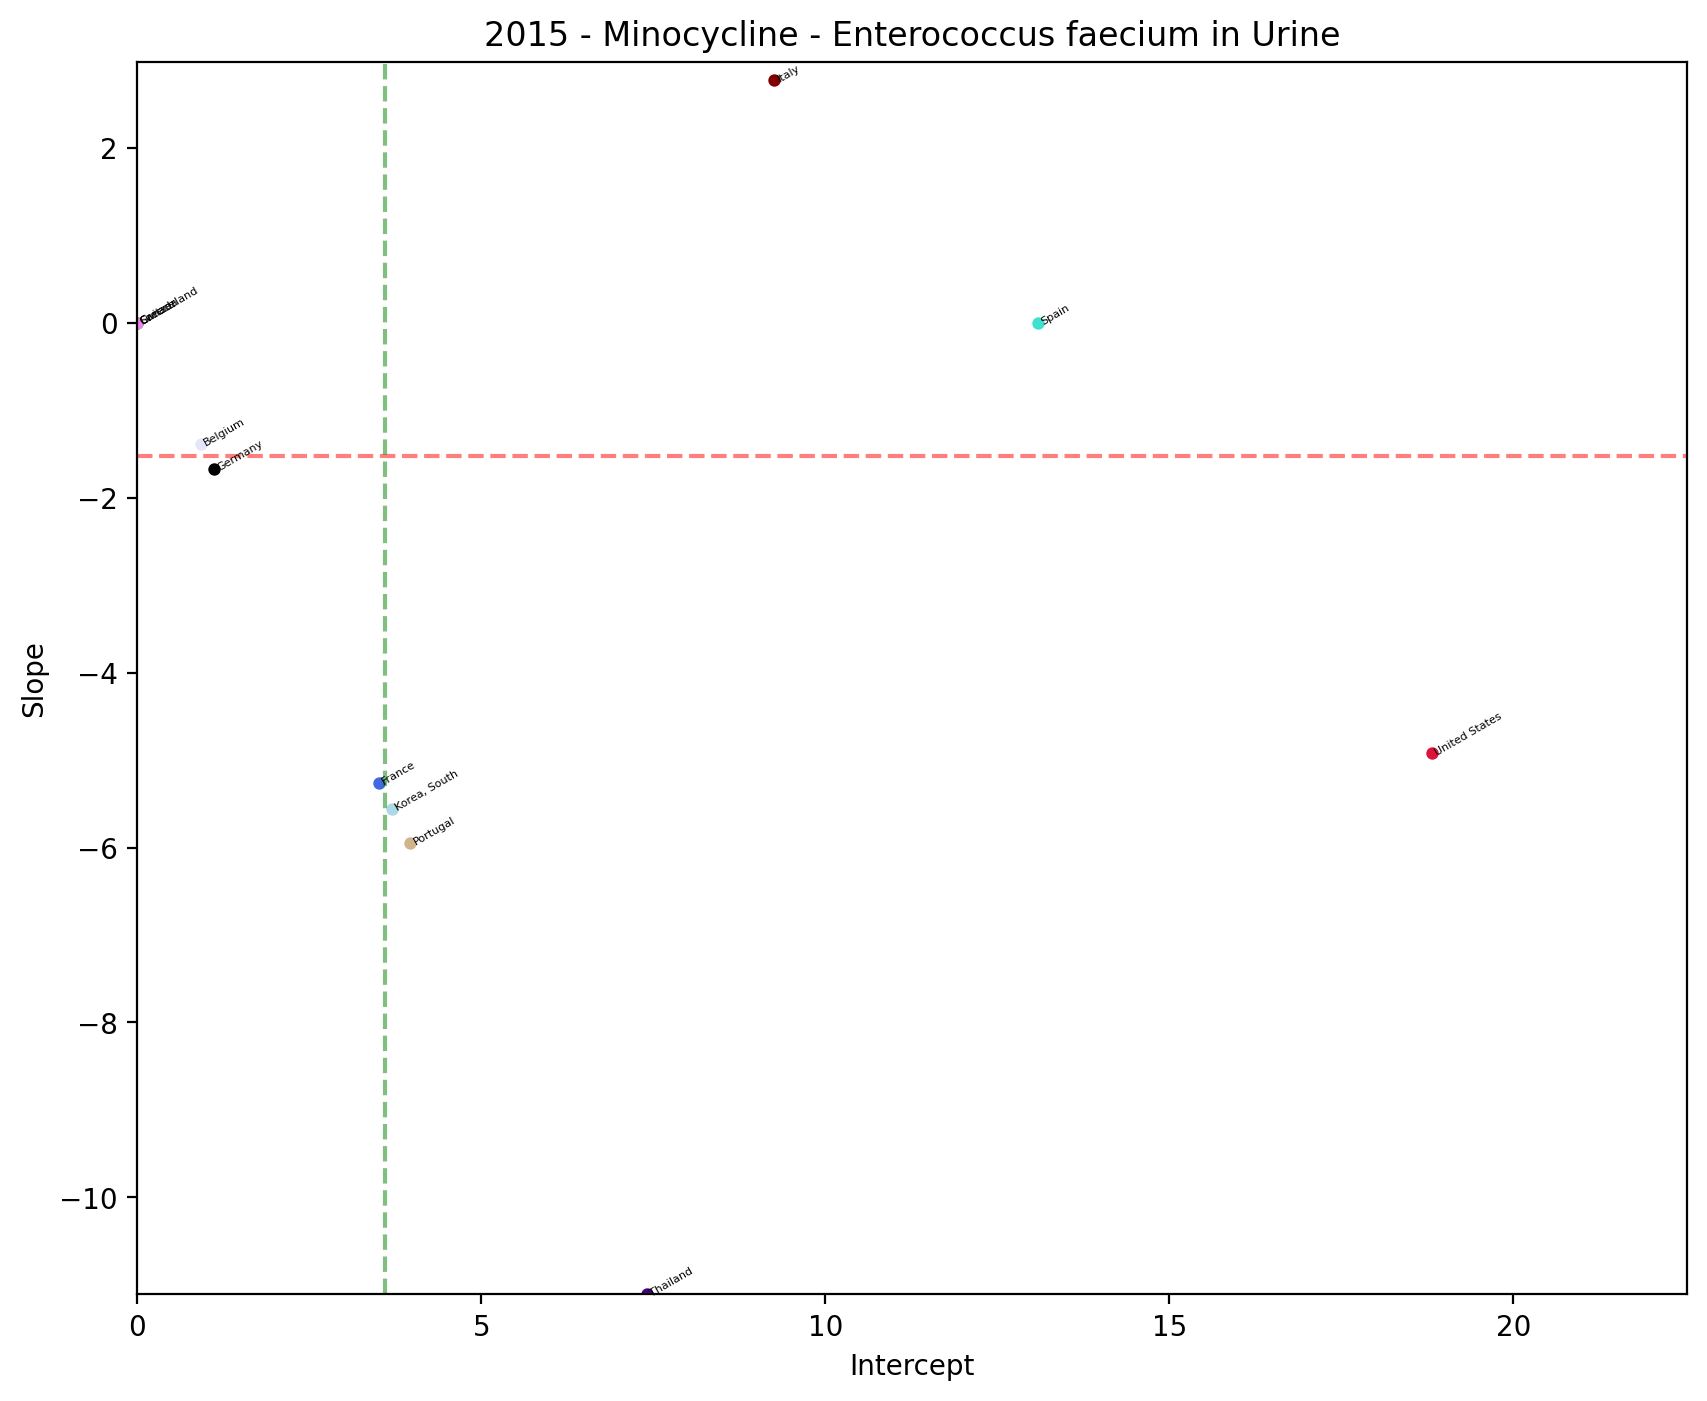 2015 - Minocycline - Enterococcus faecium in Urine
Italy
2
Switzerland
0
Spain
Belgium
Germany
−2
Slope
−4
United States
France
Korea, South
Portugal
−6
−8
−10
Thailand
0
5
10
15
20
Intercept